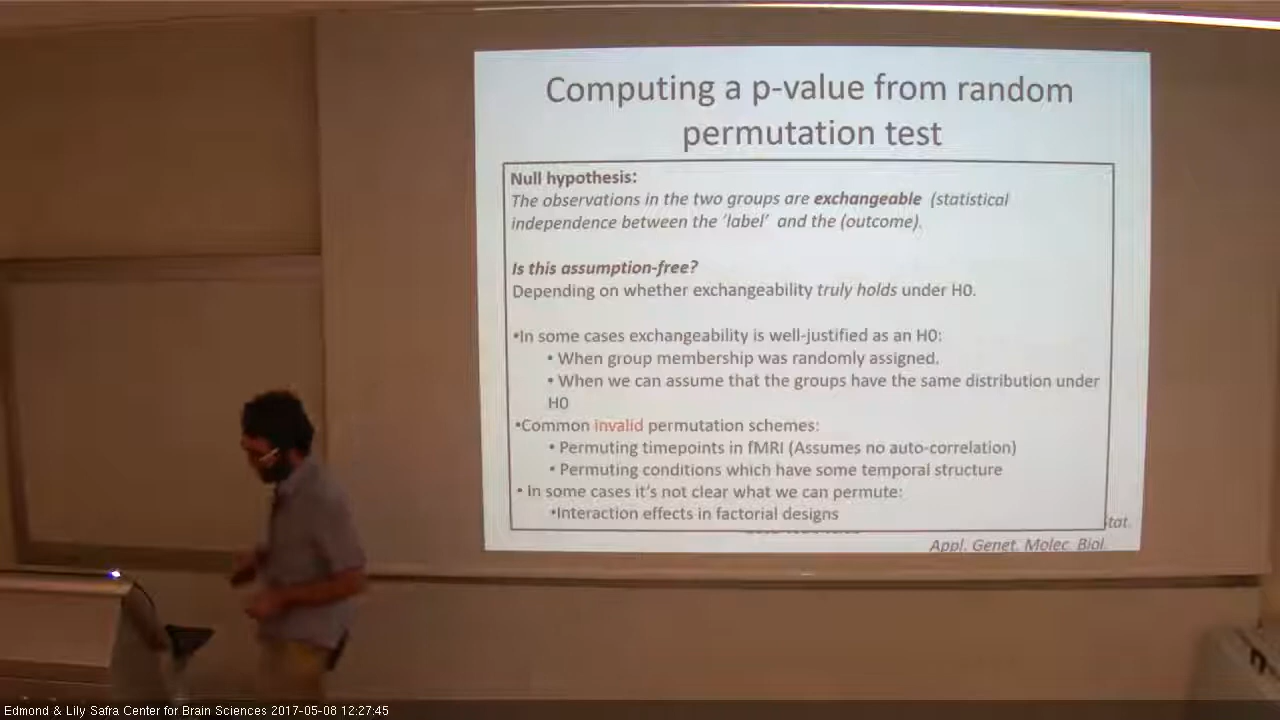 Computing a p-value from random
permutation test
Null hypothesis:
The observations in the two groups are exchangeable (statistical
independence between the 'label' and the (outcome).
Is this assumption-free?
Depending on whether exchangeability truly holds under H0.
•In some cases exchangeability is well-justified as an H0:
• When group membership was randomly assigned.
• When we can assume that the groups have the same distribution under
H0
•Common invalid permutation schemes:
• Permuting timepoints in fMRI (Assumes no auto-correlation)
• Permuting conditions which have some temporal structure
• In some cases it's not clear what we can permute:
•Interaction effects in factorial designs
Stat.
Appl. Genet. Molec. Biol.
Edmond & Lily Safra Center for Brain Sciences 2017-05-08 12:27:45